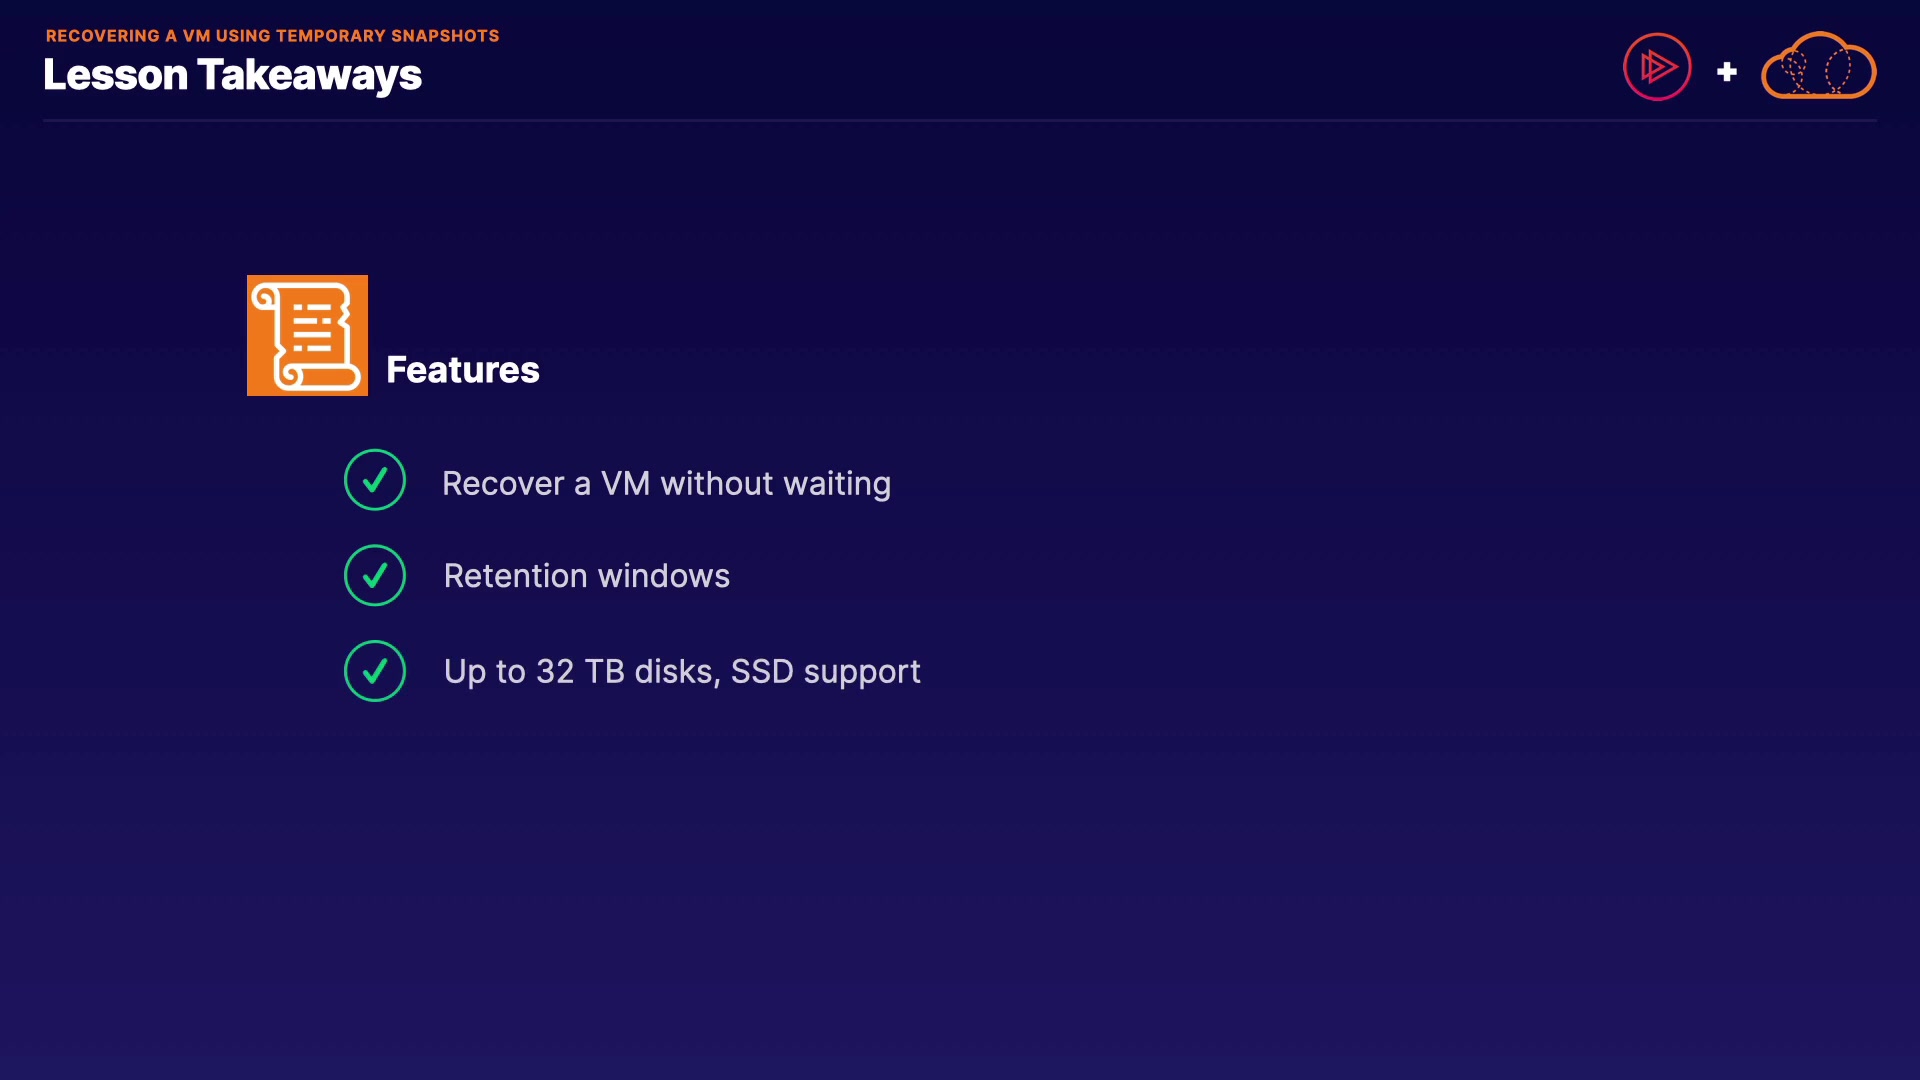 RECOVERING A VM USING TEMPORARY SNAPSHOTS
Lesson Takeaways
Features
Recover a VM without waiting
Retention windows
Up to 32 TB disks, SSD support